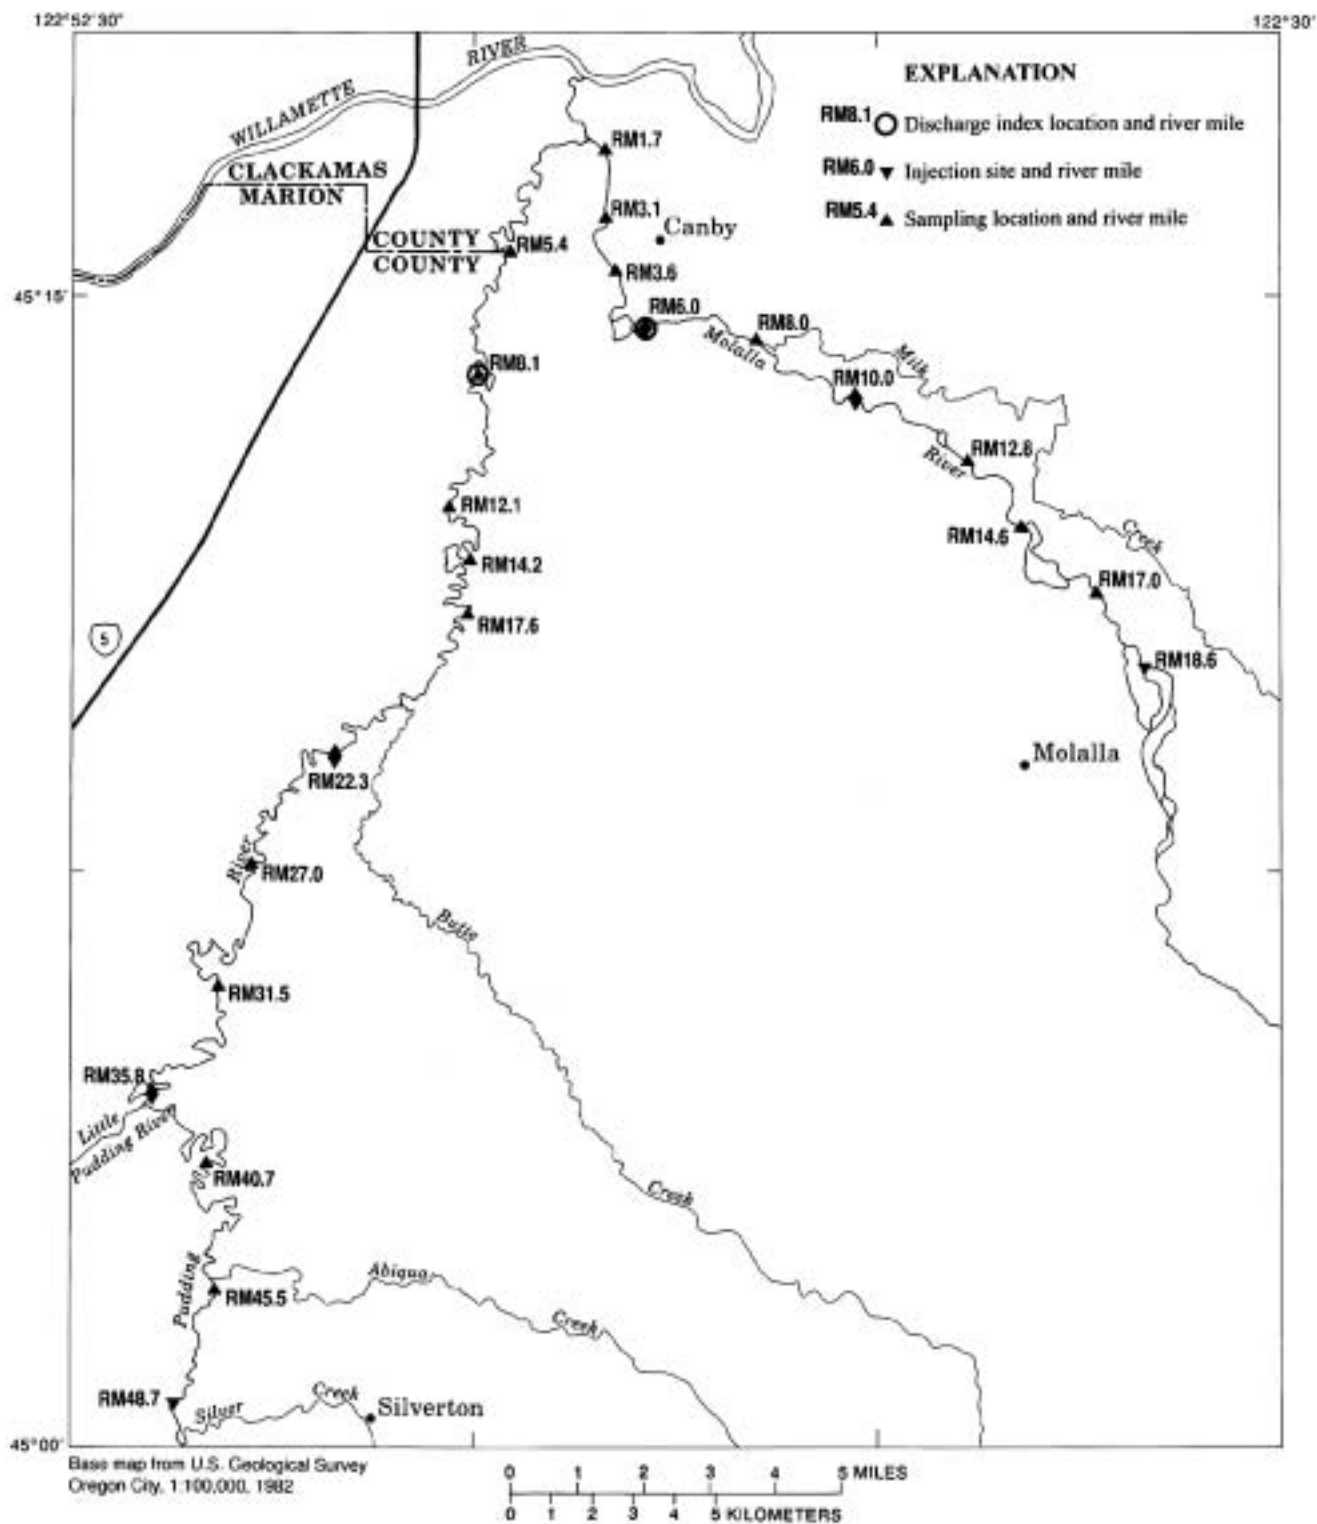 122°52'30"
122°30'
WILLAMETTE
RIVER
EXPLANATION
RM8.1
Discharge index location and river mile
RM6.0
Injection site and river mile
RM5.4
Sampling location and river mile
RM1.7
CLACKAMAS
MARION
RM3.1
Canby
COUNTY
COUNTY
RM5.4
RM3.6
45°15'
RM6.0
RM8.0
Molalla
Milk
RM8.1
RM10.0
RM12.8
River
RM12.1
RM14.6
Creek
RM14.2
RM17.0
RM17.6
5
RM18.6
Molalla
RM22.3
River
RM27.0
Butte
RM31.5
RM35.8
Little
Pudding River
RM40.7
Creek
Pudding
Abiqua
RM45.5
Creek
RM48.7
Silver
Creek
Silverton
45°00'
Base map from U.S. Geological Survey
Oregon City, 1:100,000, 1982
0 1 2 3 4 5 MILES
0 1 2 3 4 5 KILOMETERS